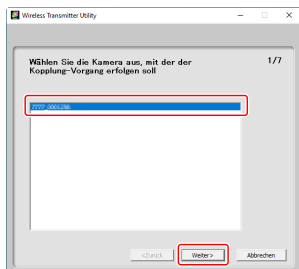 Wireless Transmitter Utility
Wählen Sie die Kamera aus, mit der der
Kopplung-Vorgang erfolgen soll
1/7
<Zurück
Weiter>
Abbrechen